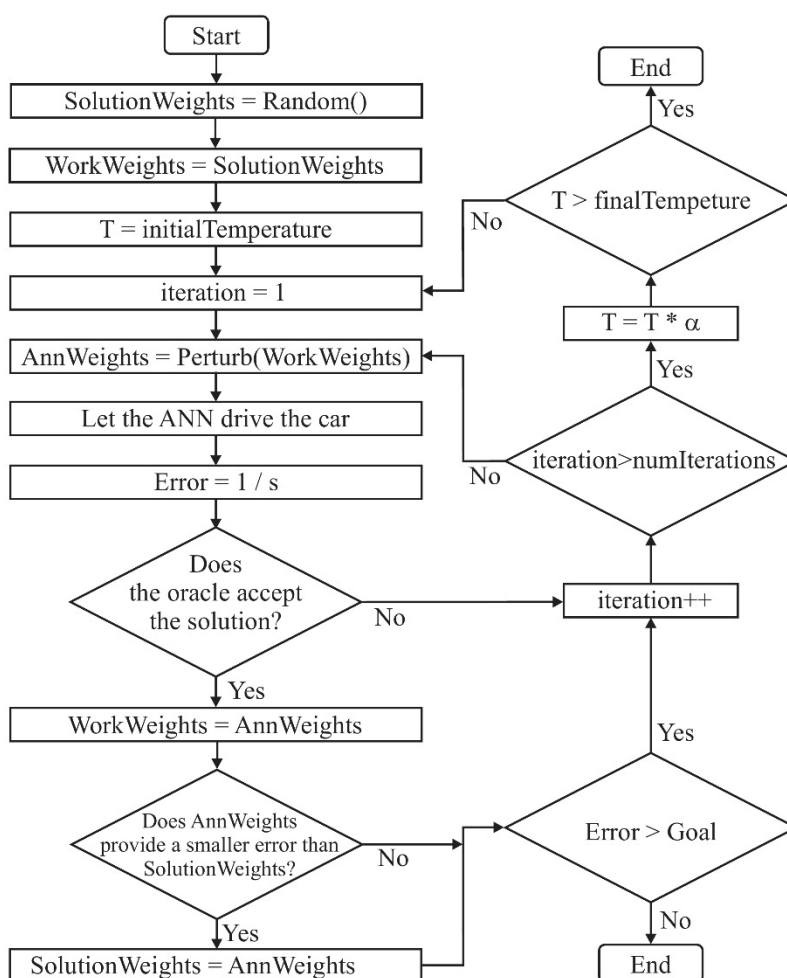 Start
SolutionWeights = Random()
WorkWeights = SolutionWeights
T = initialTemperature
iteration = 1
AnnWeights = Perturb(WorkWeights)
Let the ANN drive the car
Error = 1 / s
Does
the oracle accept
the solution?
No
Yes
WorkWeights = AnnWeights
Does AnnWeights
provide a smaller error than
SolutionWeights?
No
Yes
SolutionWeights = AnnWeights
End
Yes
T > finalTempeture
No
T = T * α
Yes
iteration>numIterations
No
iteration++
Yes
Error > Goal
No
End